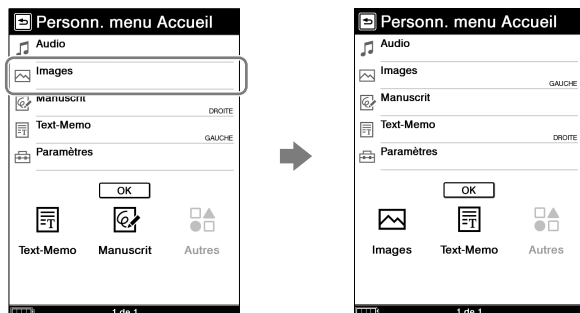 Personn. menu Accueil
Audio
Images
Manuscrit
DROITE
Text-Memo
GAUCHE
Paramètres
OK
Text-Memo Manuscrit Autres
1 de 1
Personn. menu Accueil
Audio
Images
GAUCHE
Manuscrit
Text-Memo
DROITE
Paramètres
OK
Images Text-Memo Autres
1 de 1